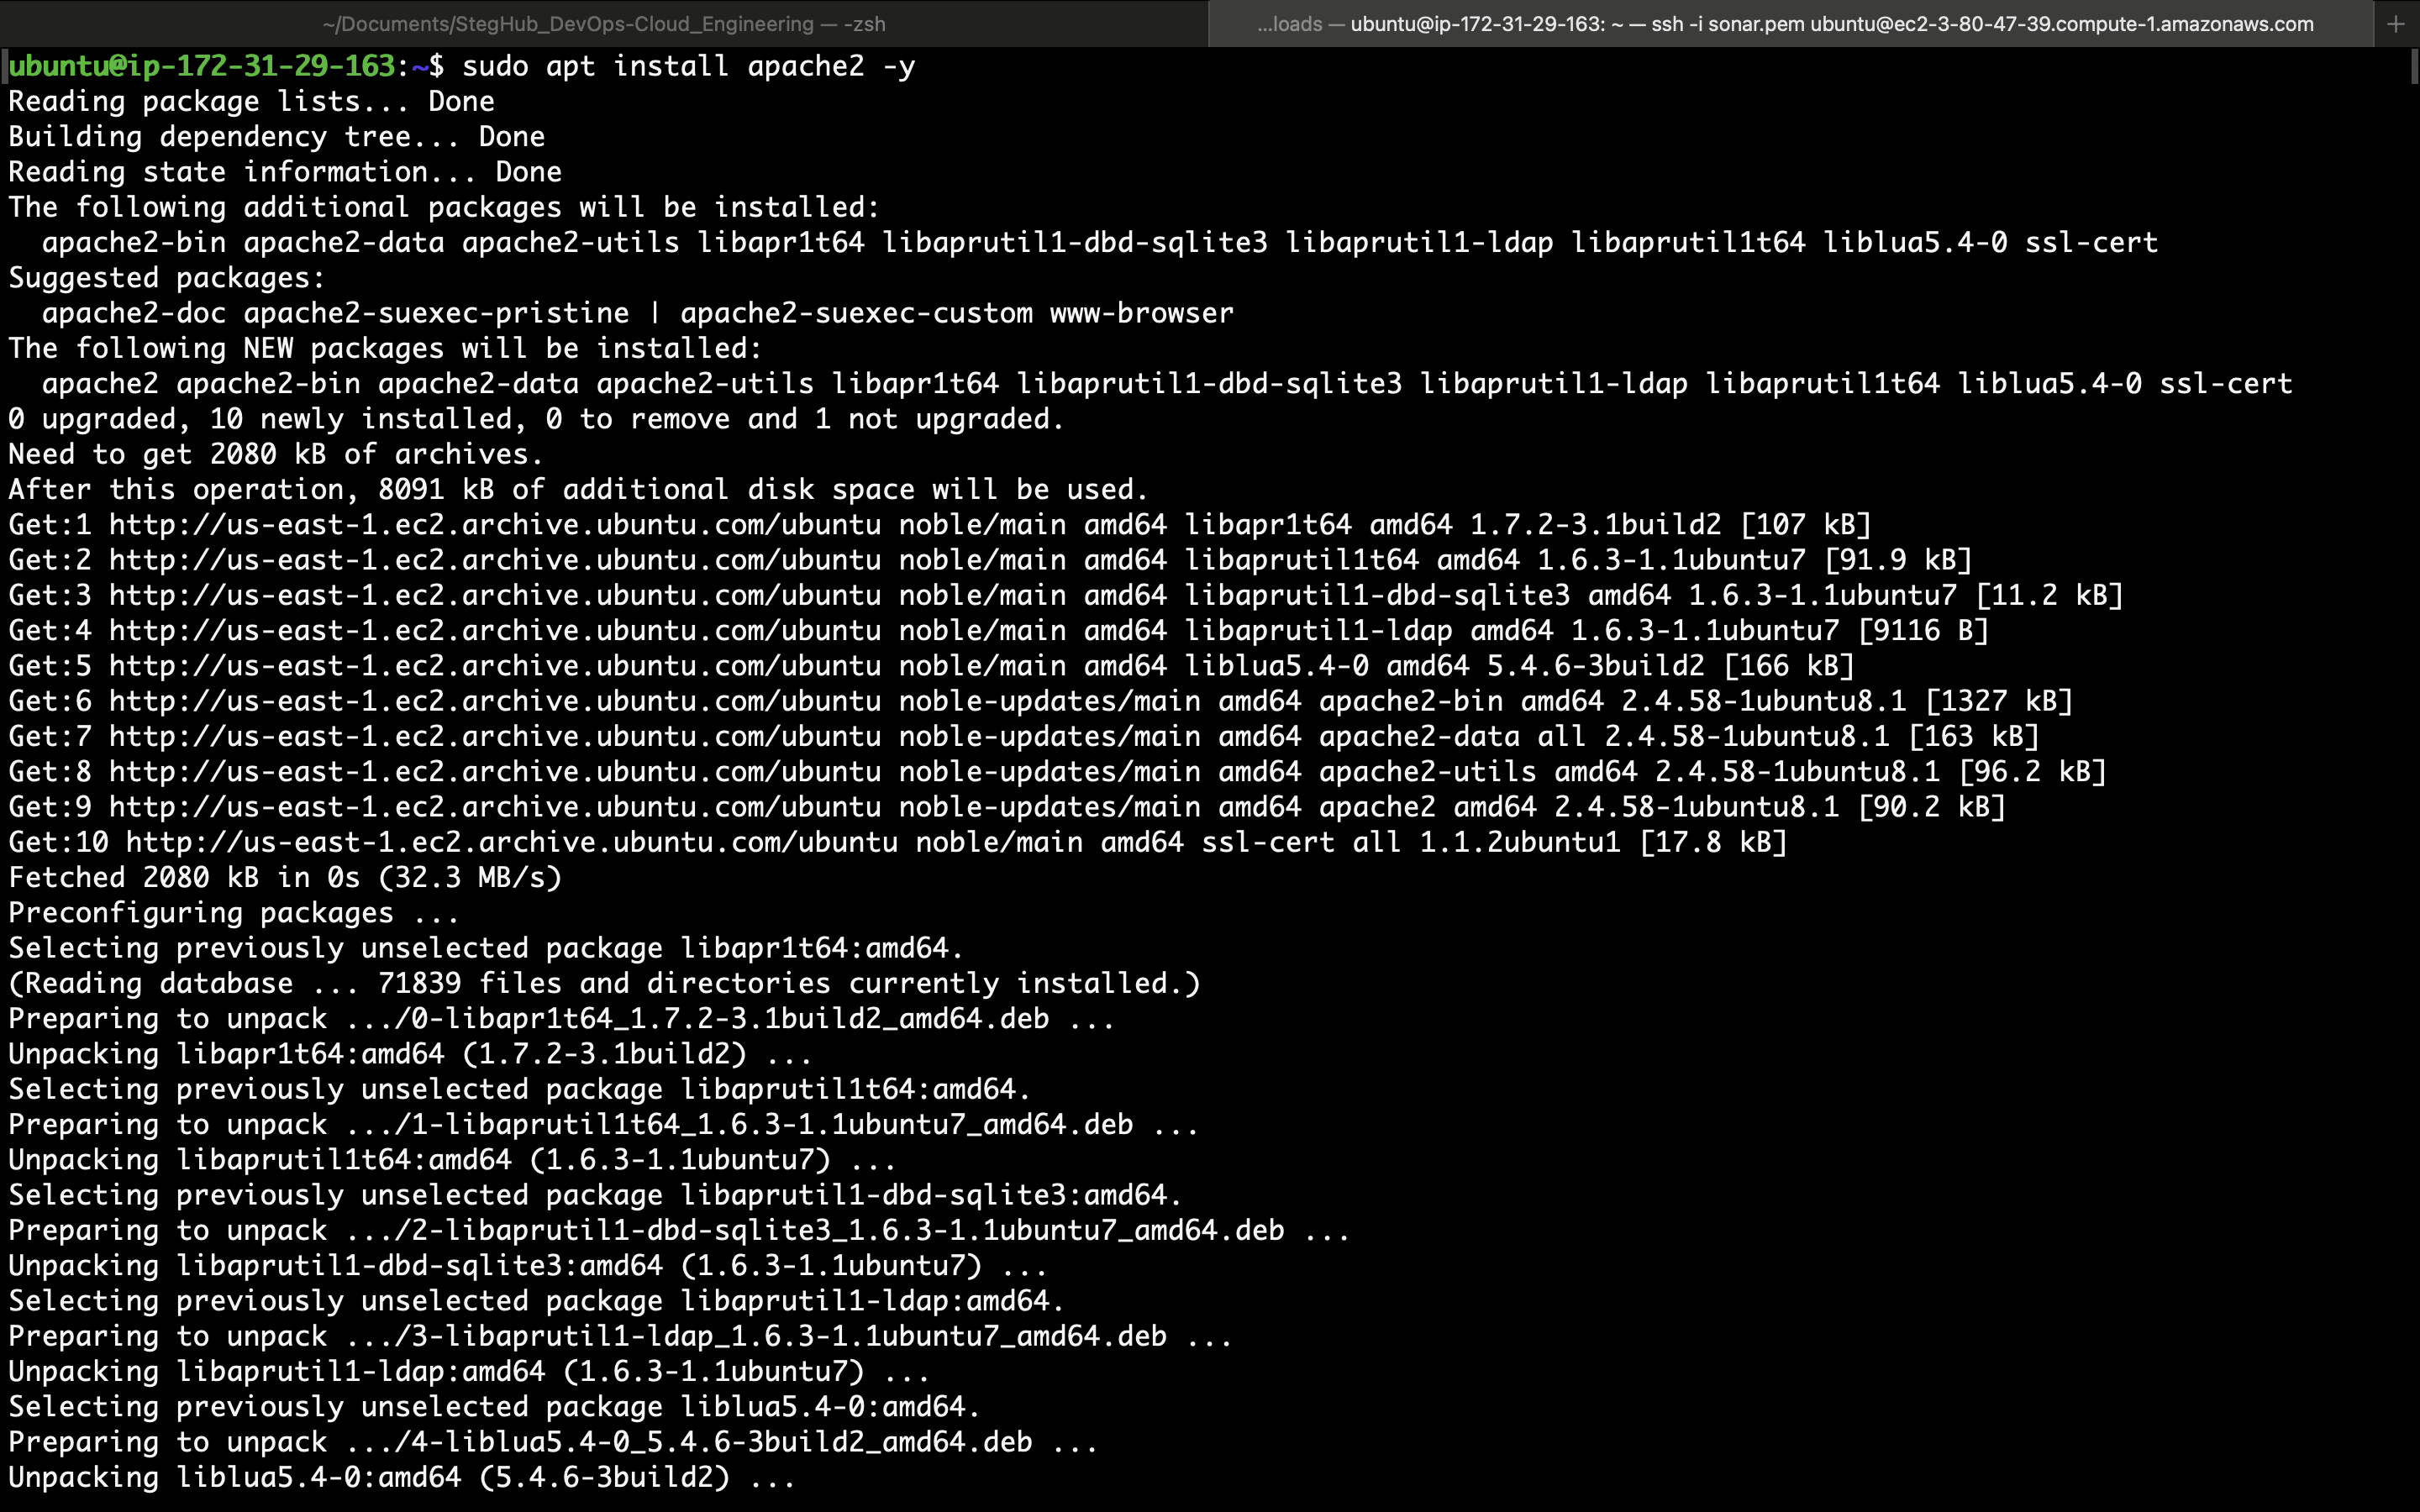 ~/Documents/StegHub_DevOps-Cloud_Engineering — -zsh
...loads — ubuntu@ip-172-31-29-163: ~ — ssh -i sonar.pem ubuntu@ec2-3-80-47-39.compute-1.amazonaws.com
+
ubuntu@ip-172-31-29-163:~$ sudo apt install apache2 -y
Reading package lists... Done
Building dependency tree... Done
Reading state information... Done
The following additional packages will be installed:
  apache2-bin apache2-data apache2-utils libapr1t64 libaprutil1-dbd-sqlite3 libaprutil1-ldap libaprutil1t64 liblua5.4-0 ssl-cert
Suggested packages:
  apache2-doc apache2-suexec-pristine | apache2-suexec-custom www-browser
The following NEW packages will be installed:
  apache2 apache2-bin apache2-data apache2-utils libapr1t64 libaprutil1-dbd-sqlite3 libaprutil1-ldap libaprutil1t64 liblua5.4-0 ssl-cert
0 upgraded, 10 newly installed, 0 to remove and 1 not upgraded.
Need to get 2080 kB of archives.
After this operation, 8091 kB of additional disk space will be used.
Get:1 http://us-east-1.ec2.archive.ubuntu.com/ubuntu noble/main amd64 libapr1t64 amd64 1.7.2-3.1build2 [107 kB]
Get:2 http://us-east-1.ec2.archive.ubuntu.com/ubuntu noble/main amd64 libaprutil1t64 amd64 1.6.3-1.1ubuntu7 [91.9 kB]
Get:3 http://us-east-1.ec2.archive.ubuntu.com/ubuntu noble/main amd64 libaprutil1-dbd-sqlite3 amd64 1.6.3-1.1ubuntu7 [11.2 kB]
Get:4 http://us-east-1.ec2.archive.ubuntu.com/ubuntu noble/main amd64 libaprutil1-ldap amd64 1.6.3-1.1ubuntu7 [9116 B]
Get:5 http://us-east-1.ec2.archive.ubuntu.com/ubuntu noble/main amd64 liblua5.4-0 amd64 5.4.6-3build2 [166 kB]
Get:6 http://us-east-1.ec2.archive.ubuntu.com/ubuntu noble-updates/main amd64 apache2-bin amd64 2.4.58-1ubuntu8.1 [1327 kB]
Get:7 http://us-east-1.ec2.archive.ubuntu.com/ubuntu noble-updates/main amd64 apache2-data all 2.4.58-1ubuntu8.1 [163 kB]
Get:8 http://us-east-1.ec2.archive.ubuntu.com/ubuntu noble-updates/main amd64 apache2-utils amd64 2.4.58-1ubuntu8.1 [96.2 kB]
Get:9 http://us-east-1.ec2.archive.ubuntu.com/ubuntu noble-updates/main amd64 apache2 amd64 2.4.58-1ubuntu8.1 [90.2 kB]
Get:10 http://us-east-1.ec2.archive.ubuntu.com/ubuntu noble/main amd64 ssl-cert all 1.1.2ubuntu1 [17.8 kB]
Fetched 2080 kB in 0s (32.3 MB/s)
Preconfiguring packages ...
Selecting previously unselected package libapr1t64:amd64.
(Reading database ... 71839 files and directories currently installed.)
Preparing to unpack .../0-libapr1t64_1.7.2-3.1build2_amd64.deb ...
Unpacking libapr1t64:amd64 (1.7.2-3.1build2) ...
Selecting previously unselected package libaprutil1t64:amd64.
Preparing to unpack .../1-libaprutil1t64_1.6.3-1.1ubuntu7_amd64.deb ...
Unpacking libaprutil1t64:amd64 (1.6.3-1.1ubuntu7) ...
Selecting previously unselected package libaprutil1-dbd-sqlite3:amd64.
Preparing to unpack .../2-libaprutil1-dbd-sqlite3_1.6.3-1.1ubuntu7_amd64.deb ...
Unpacking libaprutil1-dbd-sqlite3:amd64 (1.6.3-1.1ubuntu7) ...
Selecting previously unselected package libaprutil1-ldap:amd64.
Preparing to unpack .../3-libaprutil1-ldap_1.6.3-1.1ubuntu7_amd64.deb ...
Unpacking libaprutil1-ldap:amd64 (1.6.3-1.1ubuntu7) ...
Selecting previously unselected package liblua5.4-0:amd64.
Preparing to unpack .../4-liblua5.4-0_5.4.6-3build2_amd64.deb ...
Unpacking liblua5.4-0:amd64 (5.4.6-3build2) ...